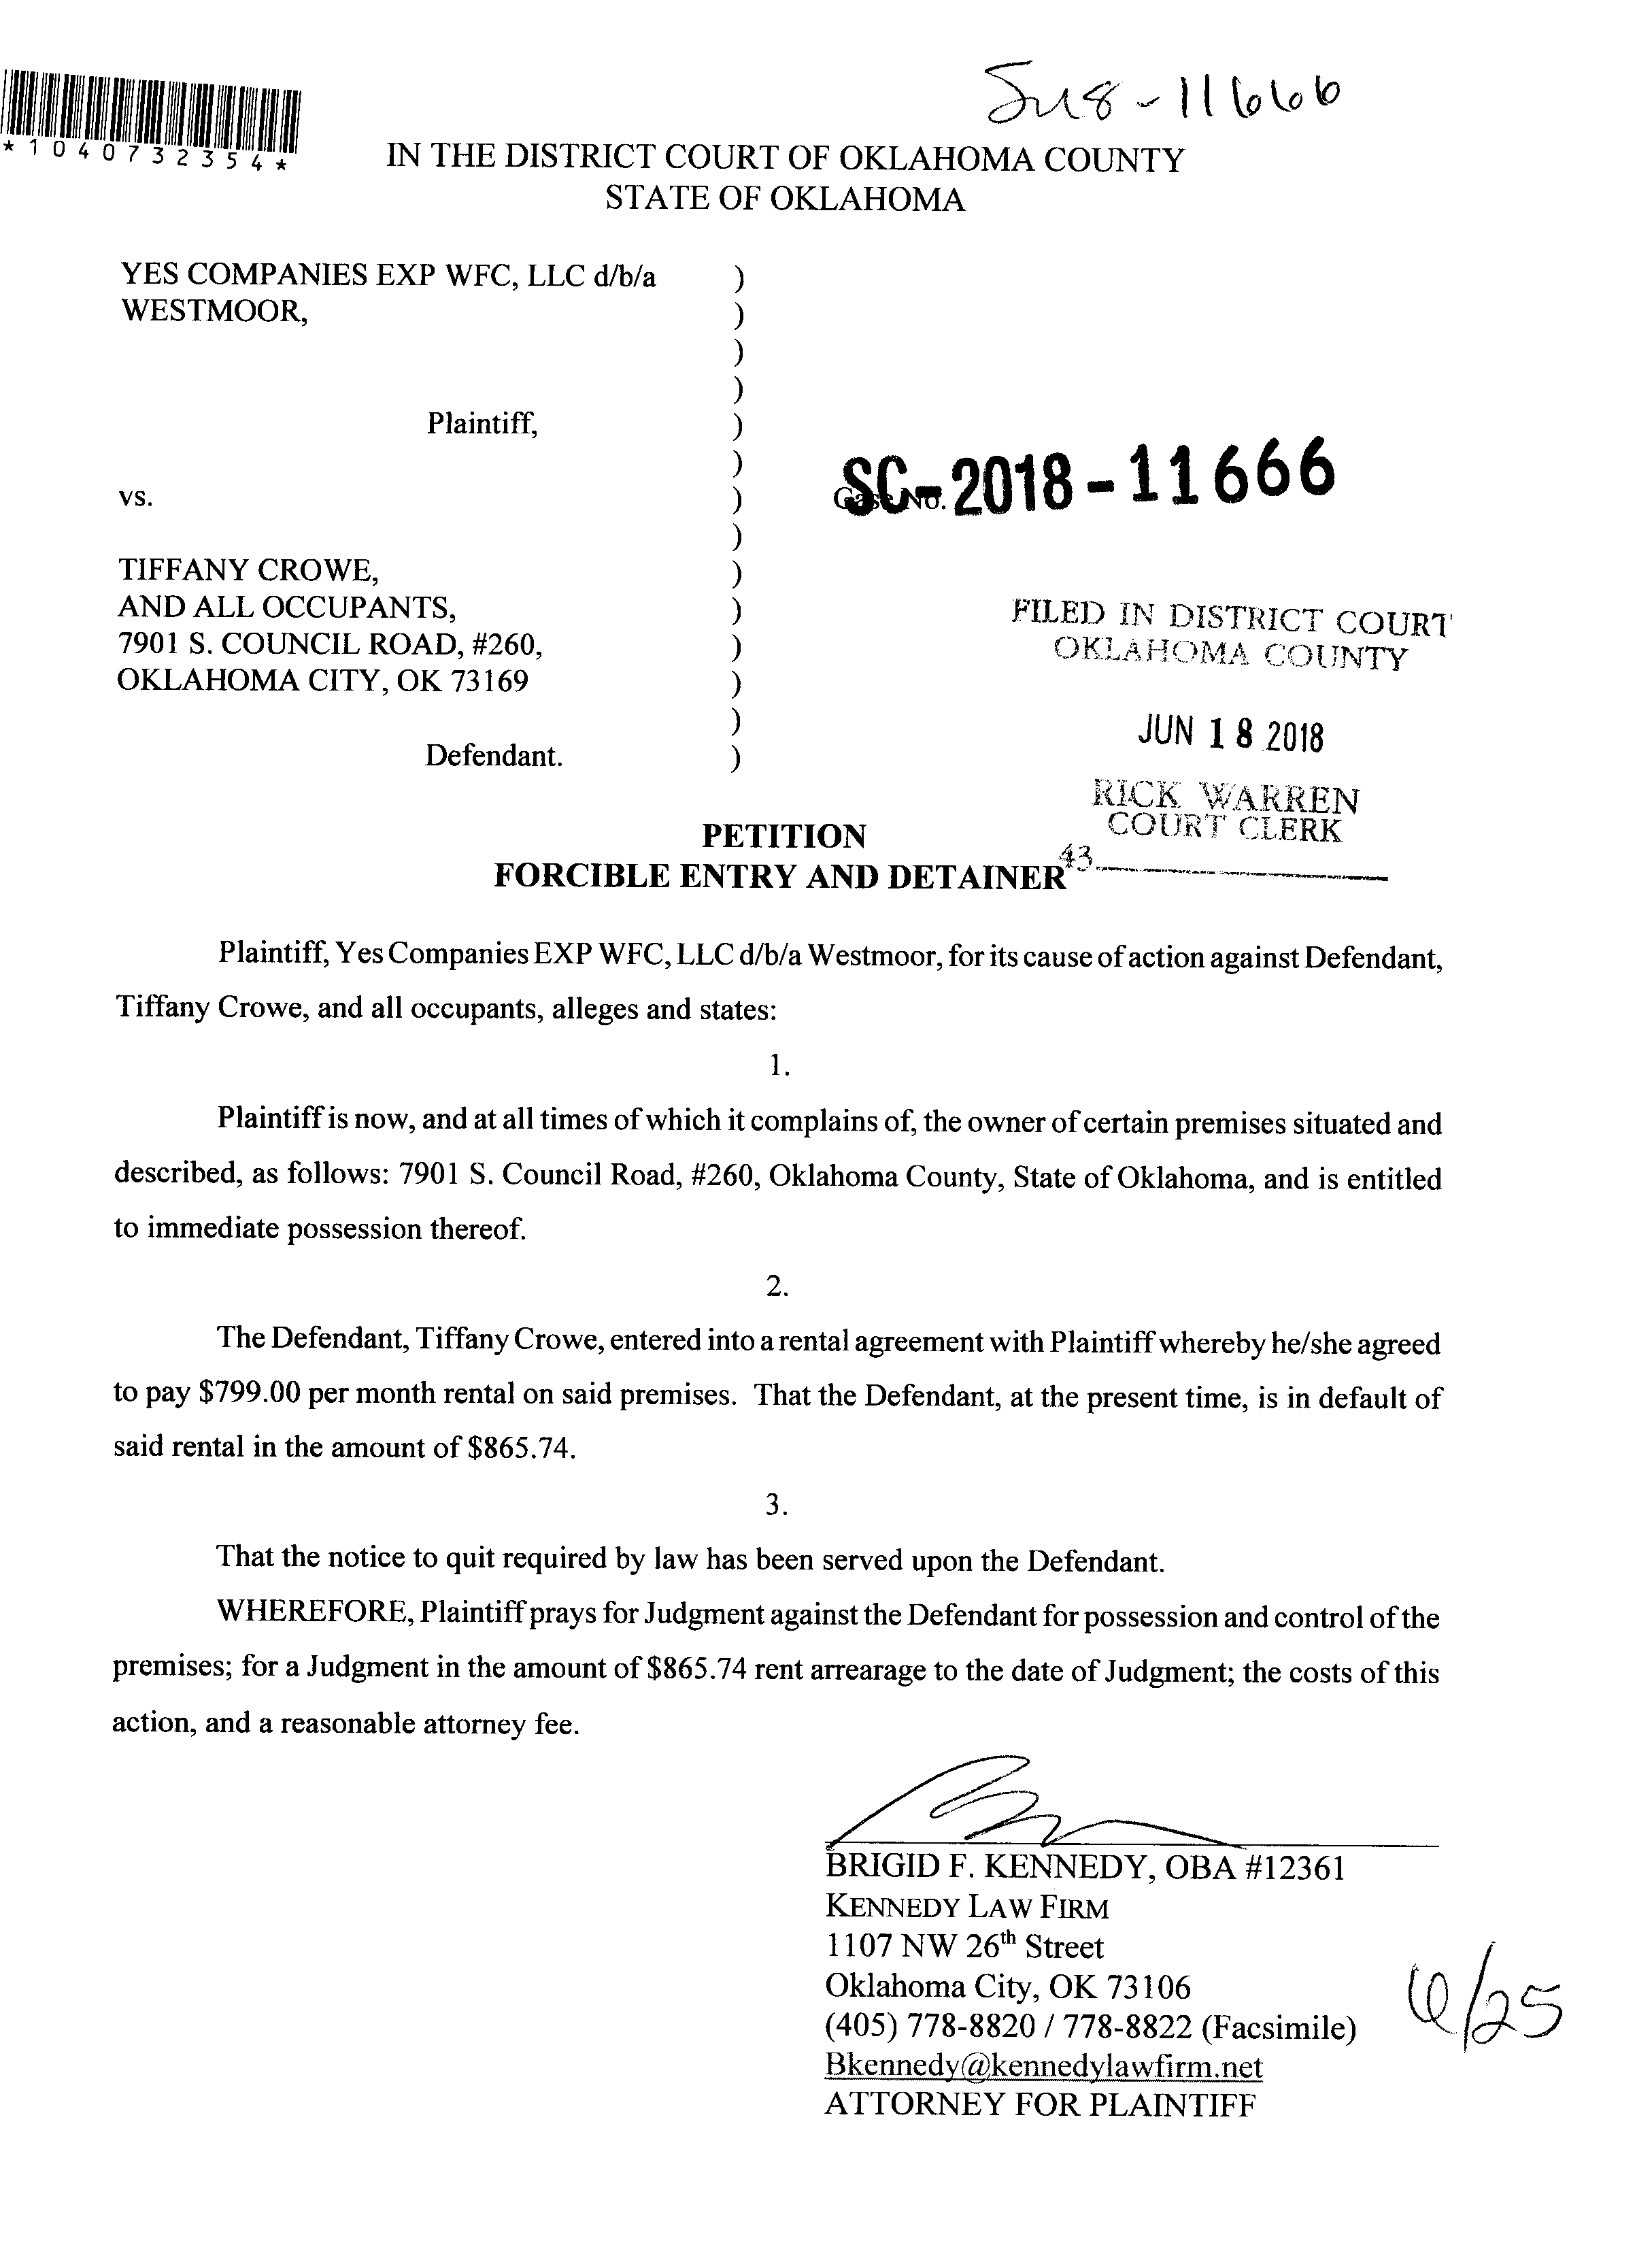 *1040732354*
IN THE DISTRICT COURT OF OKLAHOMA COUNTY
STATE OF OKLAHOMA
YES COMPANIES EXP WFC, LLC d/b/a )
WESTMOOR, )
)
)
Plaintiff, )
)
vs. ) Case No. SC-2018-11666
)
TIFFANY CROWE, )
AND ALL OCCUPANTS, )
7901 S. COUNCIL ROAD, #260, )
OKLAHOMA CITY, OK 73169 )
)
Defendant. )
FILED IN DISTRICT COURT
OKLAHOMA COUNTY
JUN 18 2018
RICK WARREN
COURT CLERK
43
PETITION
FORCIBLE ENTRY AND DETAINER
Plaintiff, Yes Companies EXP WFC, LLC d/b/a Westmoor, for its cause of action against Defendant,
Tiffany Crowe, and all occupants, alleges and states:
1.
Plaintiff is now, and at all times of which it complains of, the owner of certain premises situated and
described, as follows: 7901 S. Council Road, #260, Oklahoma County, State of Oklahoma, and is entitled
to immediate possession thereof.
2.
The Defendant, Tiffany Crowe, entered into a rental agreement with Plaintiff whereby he/she agreed
to pay $799.00 per month rental on said premises. That the Defendant, at the present time, is in default of
said rental in the amount of $865.74.
3.
That the notice to quit required by law has been served upon the Defendant.
WHEREFORE, Plaintiff prays for Judgment against the Defendant for possession and control of the
premises; for a Judgment in the amount of $865.74 rent arrearage to the date of Judgment; the costs of this
action, and a reasonable attorney fee.
BRIGID F. KENNEDY, OBA #12361
KENNEDY LAW FIRM
1107 NW 26th Street
Oklahoma City, OK 73106
(405) 778-8820 / 778-8822 (Facsimile)
Bkennedy@kennedylawfirm.net
ATTORNEY FOR PLAINTIFF
6/25